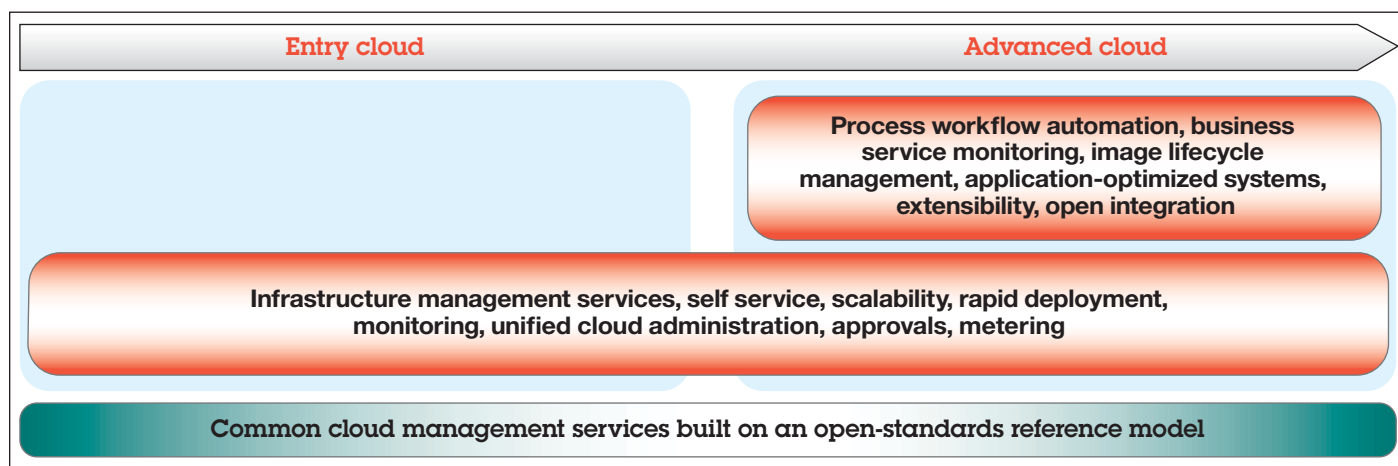 Entry cloud
Advanced cloud
Process workflow automation, business
service monitoring, image lifecycle
management, application-optimized systems,
extensibility, open integration
Infrastructure management services, self service, scalability, rapid deployment,
monitoring, unified cloud administration, approvals, metering
Common cloud management services built on an open-standards reference model